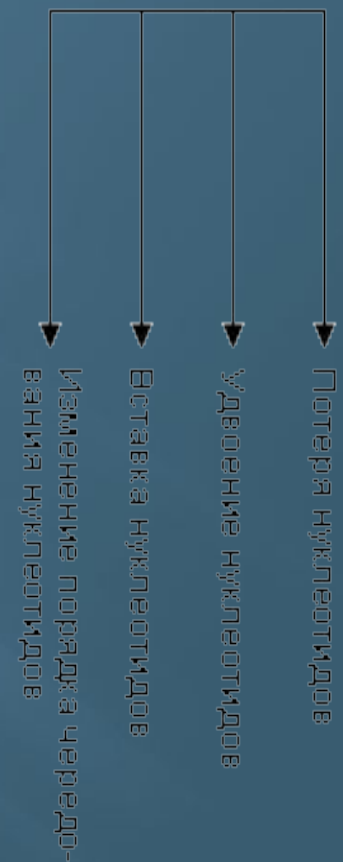 Потеря нуклеотидов
Удвоение нуклеотидов
Вставка нуклеотидов
Изменение порядка чередо-
вания нуклеотидов